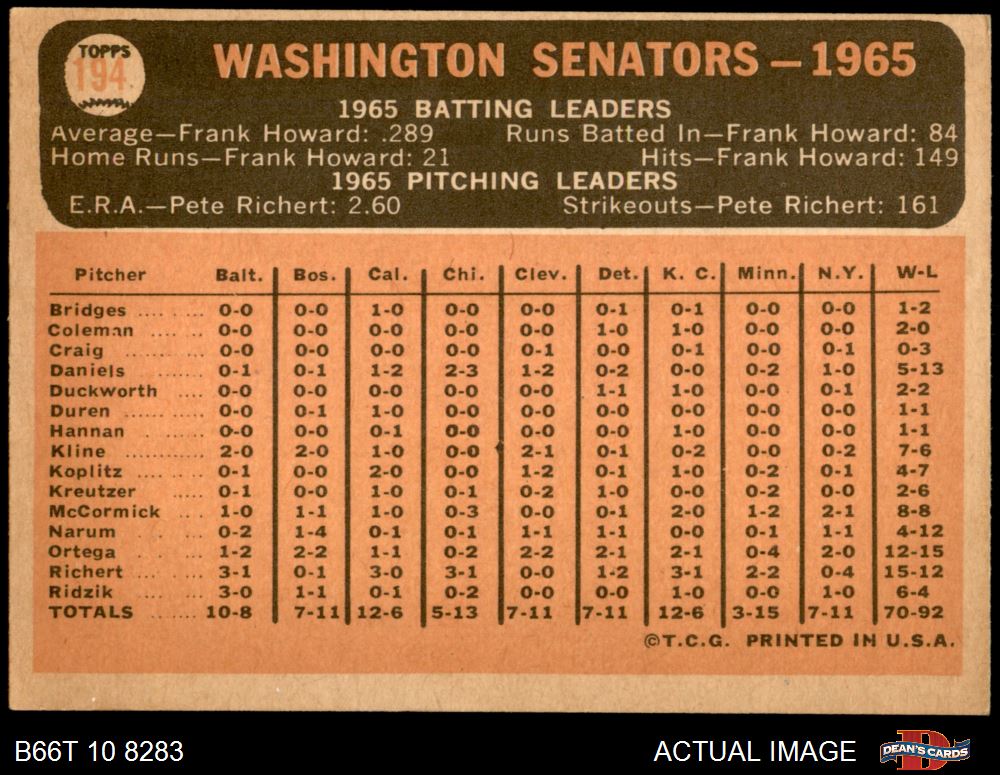 TOPPS
194
WASHINGTON SENATORS — 1965
1965 BATTING LEADERS
Average—Frank Howard: .289 Runs Batted In—Frank Howard: 84
Home Runs—Frank Howard: 21 Hits—Frank Howard: 149
1965 PITCHING LEADERS
E.R.A.—Pete Richert: 2.60 Strikeouts—Pete Richert: 161
Pitcher Balt. Bos. Cal. Chi. Clev. Det. K. C. Minn. N.Y. W-L
Bridges .... ...... 0-0 0-0 1-0 0-0 0-0 0-1 0-1 0-0 0-0 1-2
Coleman 0-0 0-0 0-0 0-0 0-0 1-0 1-0 0-0 0-0 2-0
Craig ........ 0-0 0-0 0-0 0-0 0-1 0-0 0-1 0-0 0-1 0-3
Daniels ....... 0-1 0-1 1-2 2-3 1-2 0-2 0-0 0-2 1-0 5-13
Duckworth .... 0-0 0-0 0-0 0-0 0-0 1-1 1-0 0-0 0-1 2-2
Duren .... .... 0-0 0-1 1-0 0-0 0-0 0-0 0-0 0-0 0-0 1-1
Hannan . ....... 0-0 0-0 0-1 0-0 0-0 0-0 1-0 0-0 0-0 1-1
Kline ............ 2-0 2-0 1-0 0-0 2-1 0-1 0-2 0-0 0-2 7-6
Koplitz .......... 0-1 0-0 2-0 0-0 1-2 0-1 1-0 0-2 0-1 4-7
Kreutzer ..... 0-1 0-0 1-0 0-1 0-2 1-0 0-0 0-2 0-0 2-6
McCormick .... 1-0 1-1 1-0 0-3 0-0 0-1 2-0 1-2 2-1 8-8
Narum ... ..... 0-2 1-4 0-1 0-1 1-1 1-1 0-0 0-1 1-1 4-12
Ortega ... .... 1-2 2-2 1-1 0-2 2-2 2-1 2-1 0-4 2-0 12-15
Richert .... .... 3-1 0-1 3-0 3-1 0-0 1-2 3-1 2-2 0-4 15-12
Ridzik .... .... 3-0 1-1 0-1 0-2 0-0 0-0 1-0 0-0 1-0 6-4
TOTALS ....... 10-8 7-11 12-6 5-13 7-11 7-11 12-6 3-15 7-11 70-92
©T.C.G. PRINTED IN U.S.A.
B66T 10 8283 ACTUAL IMAGE DEAN'S CARDS